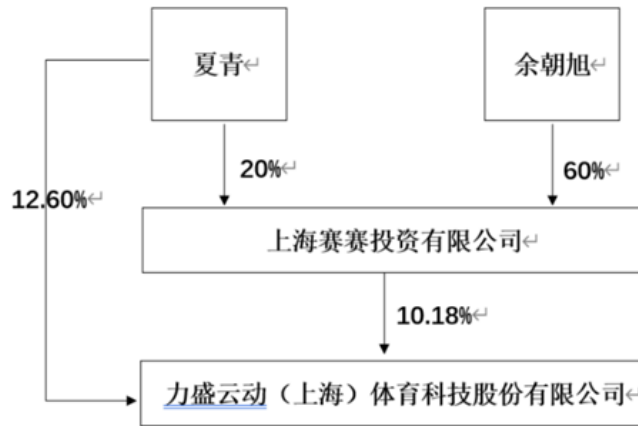 夏青
余朝旭
20%
60%
12.60%
上海赛赛投资有限公司
10.18%
力盛云动（上海）体育科技股份有限公司